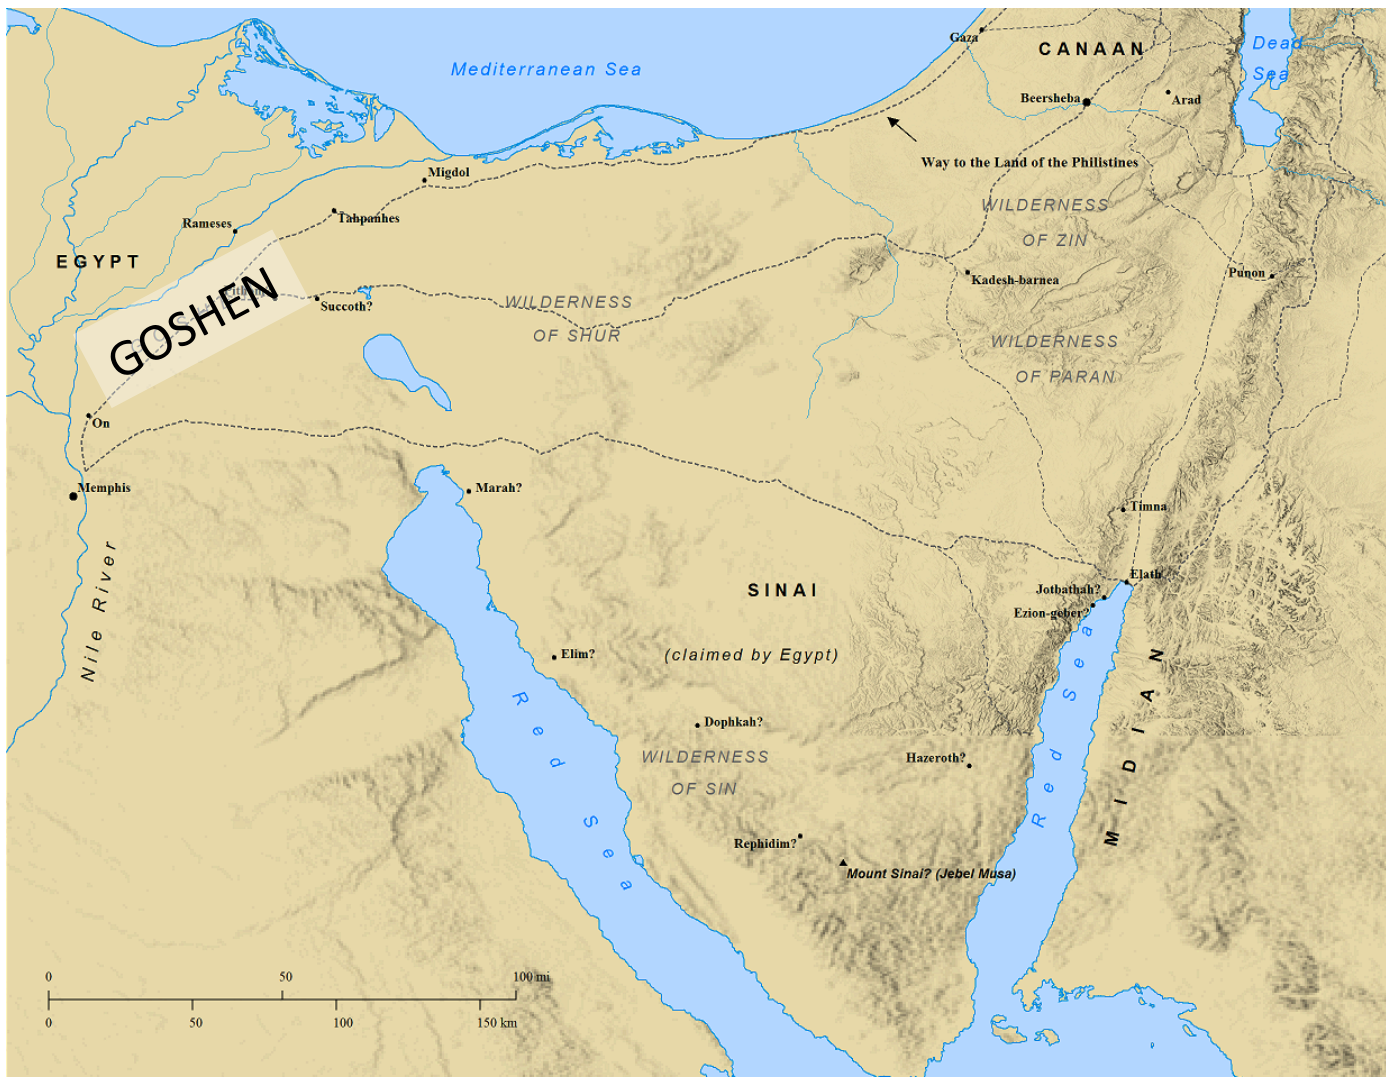 Gaza
CANAAN
Dead
Sea
Mediterranean Sea
Beersheba
Arad
Way to the Land of the Philistines
Migdol
Rameses
Tahpanhes
WILDERNESS
OF ZIN
EGYPT
Kadesh-barnea
Punon
GOSHEN
Succoth?
WILDERNESS
OF SHUR
WILDERNESS
OF PARAN
On
Memphis
Marah?
Timna
Nile River
Elath
SINAI
Jotbathah?
Ezion-geber?
Elim?
(claimed by Egypt)
Red Sea
Red Sea
MIDIAN
Dophkah?
WILDERNESS
OF SIN
Hazeroth?
Rephidim?
Mount Sinai? (Jebel Musa)
0 50 100 mi
0 50 100 150 km